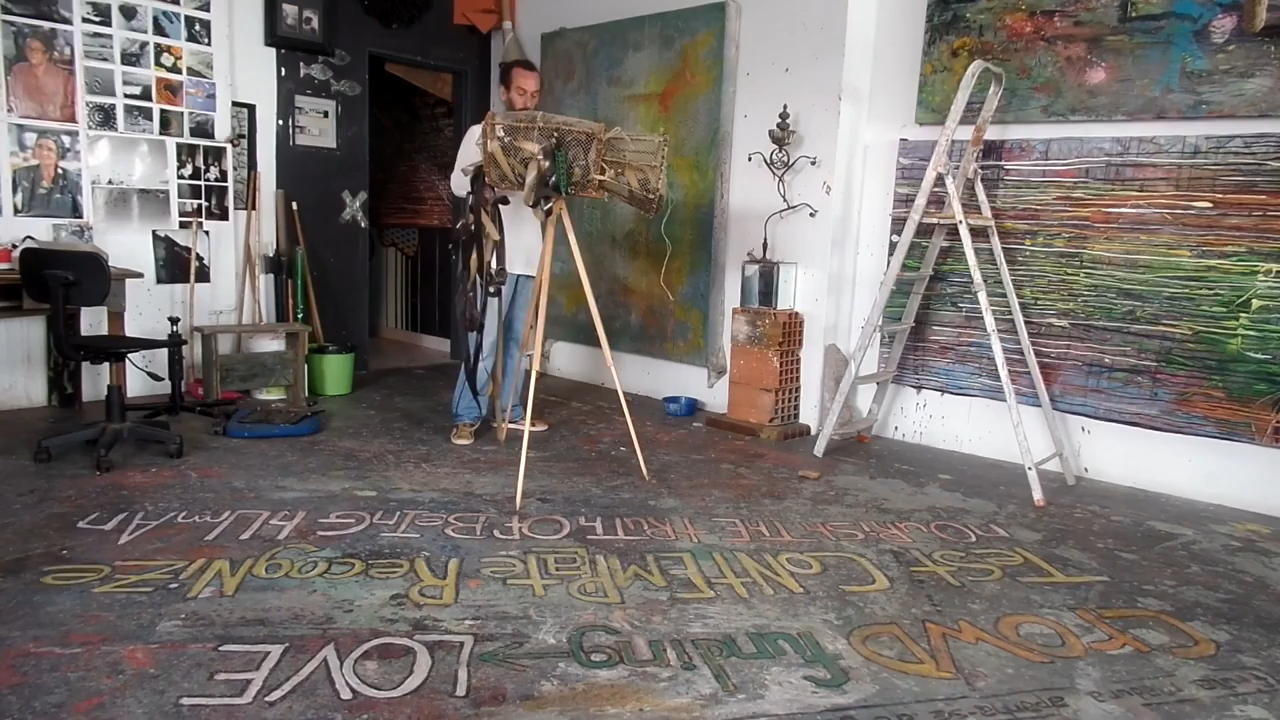 CrOWD funding → LOVE
TesT CoNtEMPlate RecogNiZe
nOuRisH THE tRUtH OF BeInG hUmAn